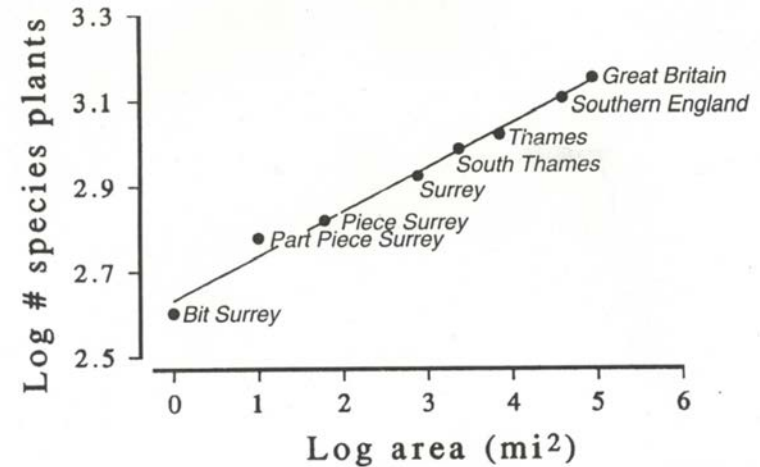 Log # species plants
3.3
3.1
2.9
2.7
2.5
Great Britain
Southern England
Thames
South Thames
Surrey
Piece Surrey
Part Piece Surrey
Bit Surrey
0 1 2 3 4 5 6
Log area (mi²)